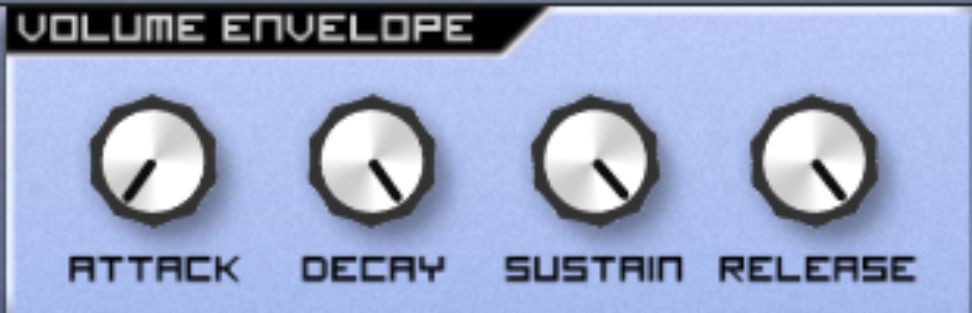 VOLUME ENVELOPE
ATTACK DECAY SUSTAIN RELEASE